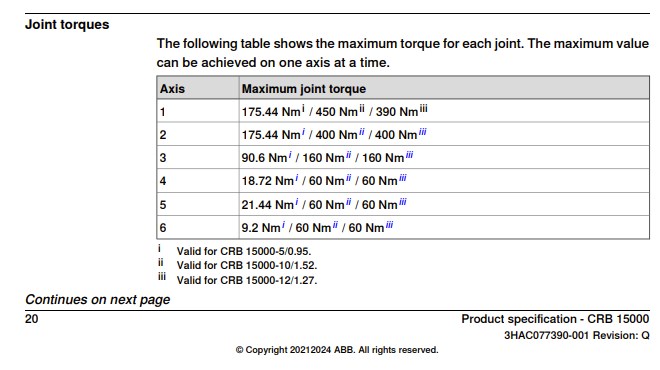 Joint torques
The following table shows the maximum torque for each joint. The maximum value
can be achieved on one axis at a time.
Axis Maximum joint torque
1 175.44 Nm i / 450 Nm ii / 390 Nm iii
2 175.44 Nm i / 400 Nm ii / 400 Nm iii
3 90.6 Nm i / 160 Nm ii / 160 Nm iii
4 18.72 Nm i / 60 Nm ii / 60 Nm iii
5 21.44 Nm i / 60 Nm ii / 60 Nm iii
6 9.2 Nm i / 60 Nm ii / 60 Nm iii
i Valid for CRB 15000-5/0.95.
ii Valid for CRB 15000-10/1.52.
iii Valid for CRB 15000-12/1.27.
Continues on next page
20 Product specification - CRB 15000
3HAC077390-001 Revision: Q
© Copyright 20212024 ABB. All rights reserved.